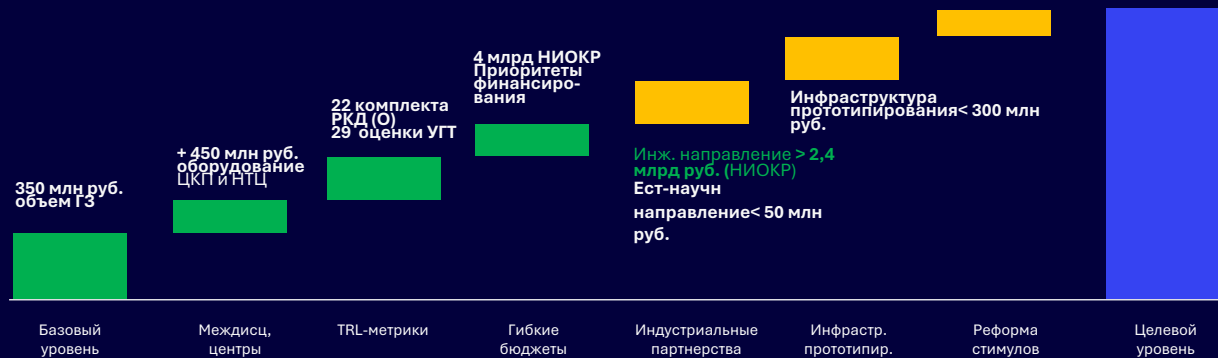 350 млн руб.
объем ГЗ
+ 450 млн руб.
оборудование
ЦКП и НТЦ
22 комплекта
РКД (О)
29 оценки УГТ
4 млрд НИОКР
Приоритеты
финансиро-
вания
Инж. направление > 2,4
млрд руб. (НИОКР)
Ест-научн
направление< 50 млн
руб.
Инфраструктура
прототипирования< 300 млн
руб.
Базовый
уровень
Междисц,
центры
TRL-метрики
Гибкие
бюджеты
Индустриальные
партнерства
Инфрастр.
прототипир.
Реформа
стимулов
Целевой
уровень